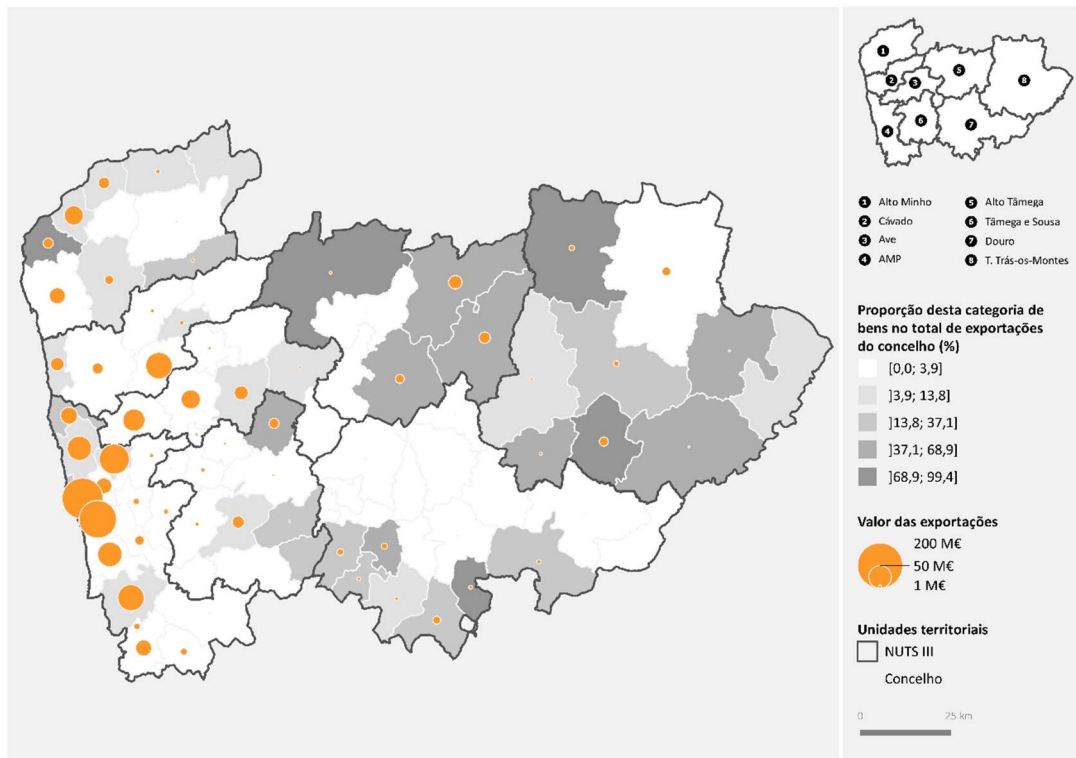 1
2
3
4
5
6
7
8
1 Alto Minho
5 Alto Tâmega
2 Cávado
6 Tâmega e Sousa
3 Ave
7 Douro
4 AMP
8 T. Trás-os-Montes
Proporção desta categoria de
bens no total de exportações
do concelho (%)
[0,0; 3,9]
]3,9; 13,8]
]13,8; 37,1]
]37,1; 68,9]
]68,9; 99,4]
Valor das exportações
200 M€
50 M€
1 M€
Unidades territoriais
NUTS III
Concelho
0 25 km